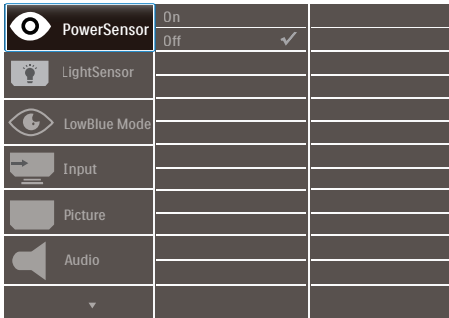 PowerSensor
On
Off
LightSensor
LowBlue Mode
Input
Picture
Audio